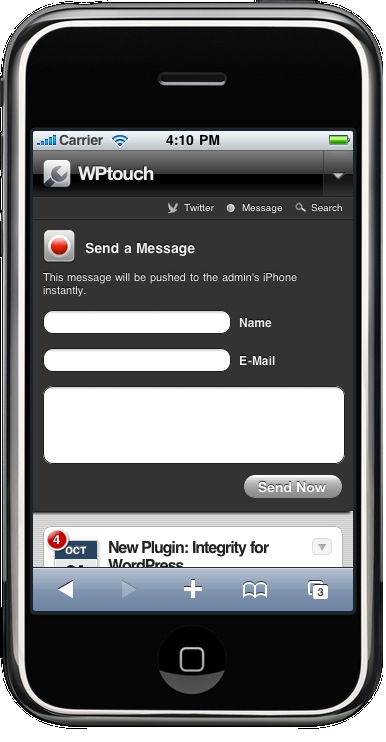 Carrier 4:10 PM
WPtouch
Twitter Message Search
Send a Message
This message will be pushed to the admin's iPhone
instantly.
Name
E-Mail
Send Now
4
OCT
New Plugin: Integrity for
WordPress
3